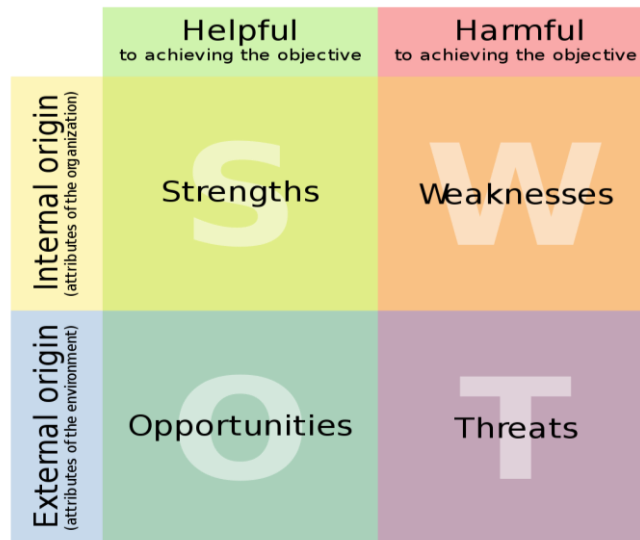 Helpful
to achieving the objective
Harmful
to achieving the objective
Internal origin
(attributes of the organization)
S
Strengths
W
Weaknesses
External origin
(attributes of the environment)
O
Opportunities
T
Threats